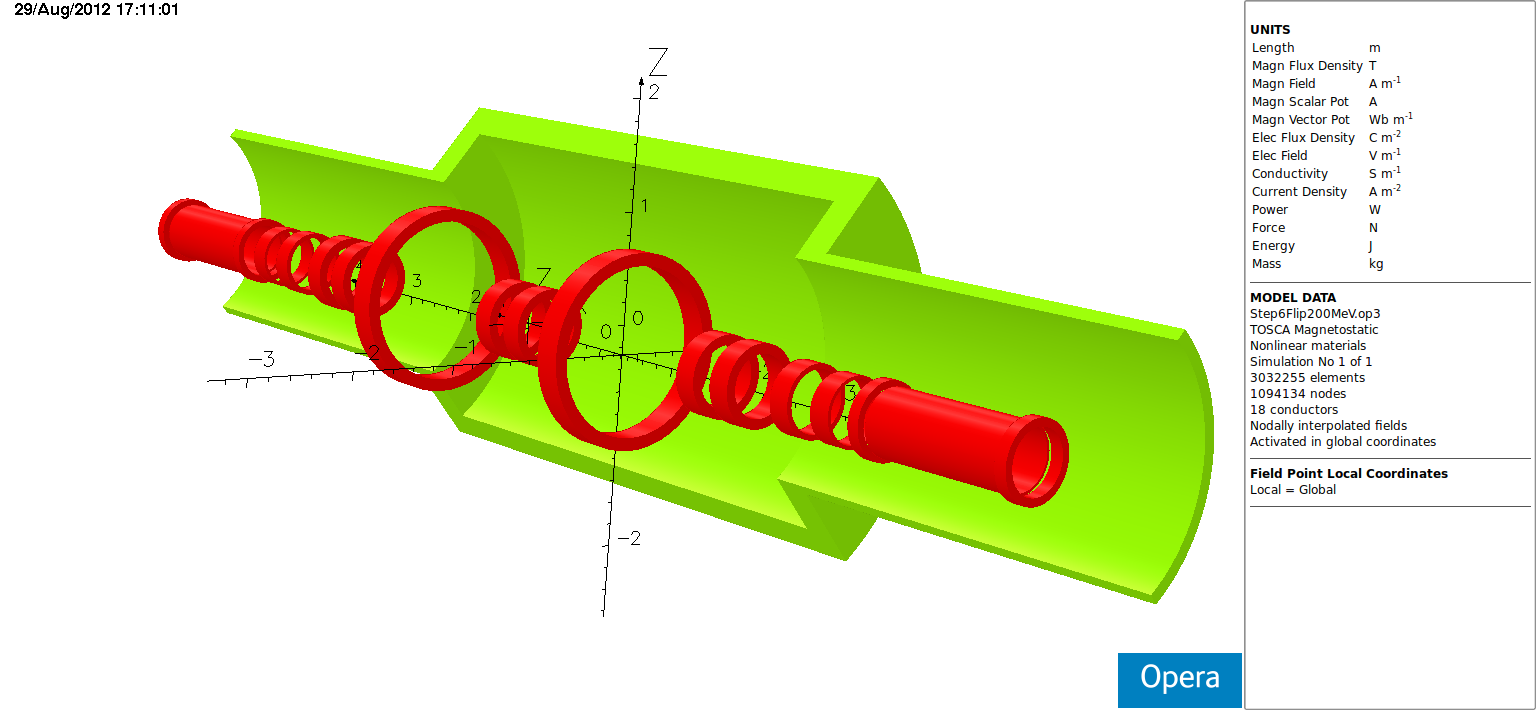 29/Aug/2012 17:11:01
Z
2
1
4
3
2
Z
0
0
-1
-2
-3
2
3
-2
UNITS
Length m
Magn Flux Density T
Magn Field A m-1
Magn Scalar Pot A
Magn Vector Pot Wb m-1
Elec Flux Density C m-2
Elec Field V m-1
Conductivity S m-1
Current Density A m-2
Power W
Force N
Energy J
Mass kg
MODEL DATA
Step6Flip200MeV.op3
TOSCA Magnetostatic
Nonlinear materials
Simulation No 1 of 1
3032255 elements
1094134 nodes
18 conductors
Nodally interpolated fields
Activated in global coordinates
Field Point Local Coordinates
Local = Global
Opera